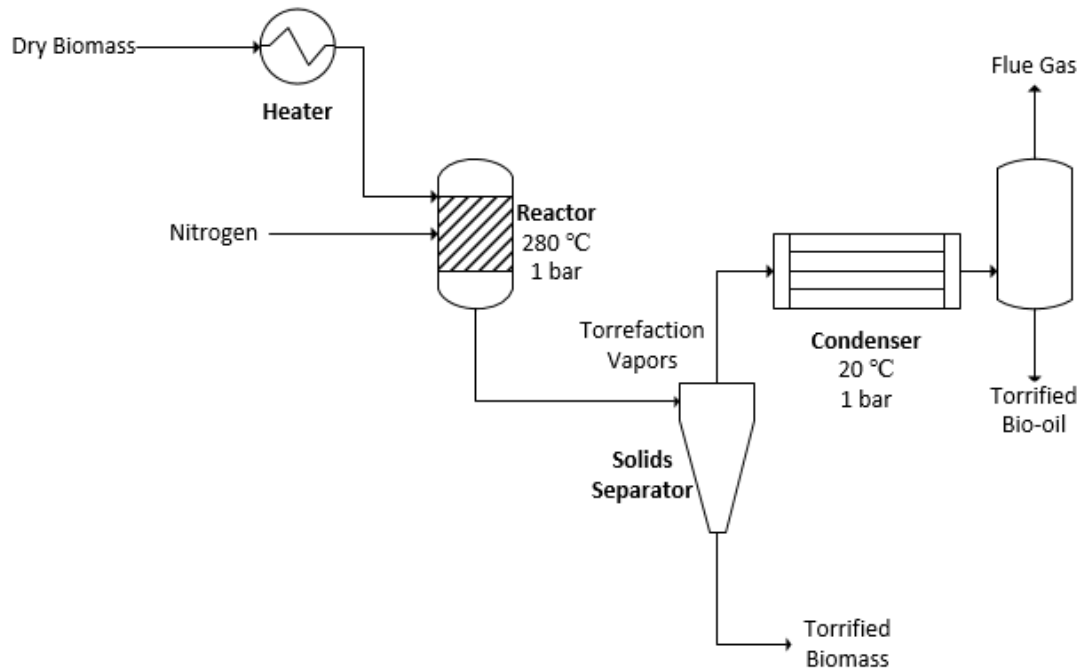 Dry Biomass
Heater
Flue Gas
Nitrogen
Reactor
280 ℃
1 bar
Torrefaction
Vapors
Condenser
20 ℃
1 bar
Torrified
Bio-oil
Solids
Separator
Torrified
Biomass